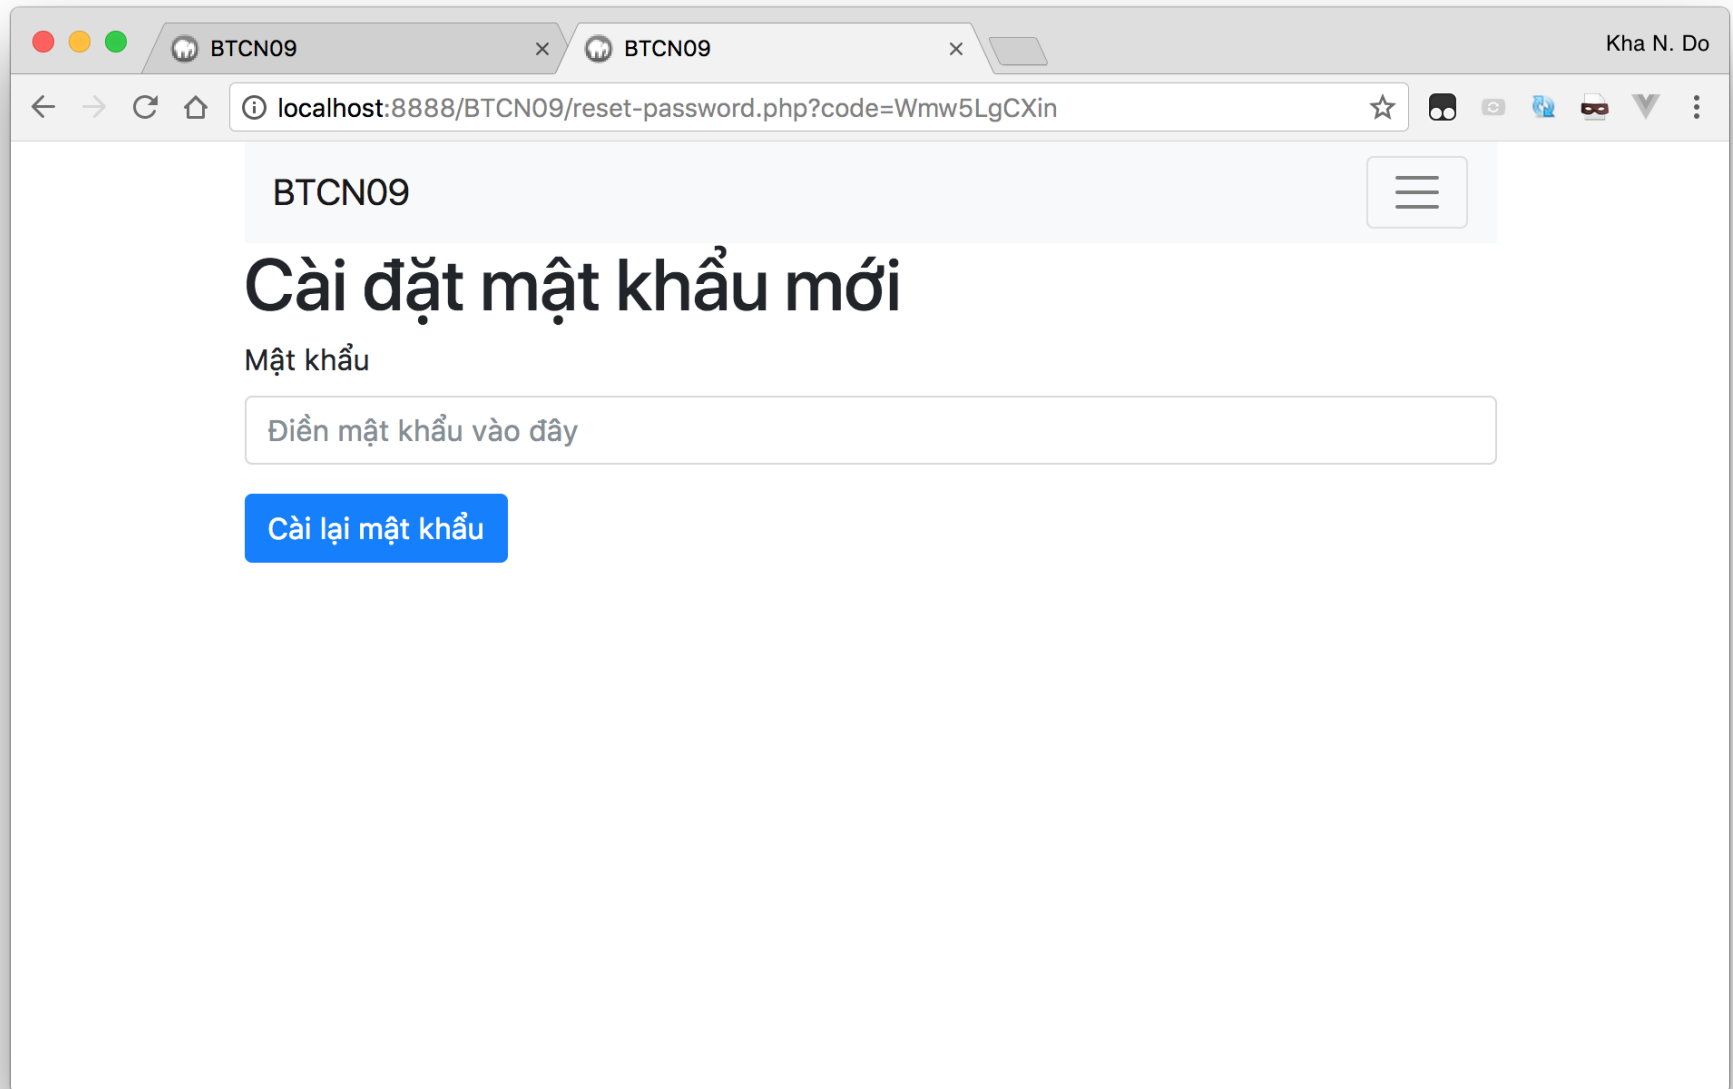 BTCN09
BTCN09
Kha N. Do
localhost:8888/BTCN09/reset-password.php?code=Wmw5LgCXin
BTCN09
Cài đặt mật khẩu mới
Mật khẩu
Điền mật khẩu vào đây
Cài lại mật khẩu